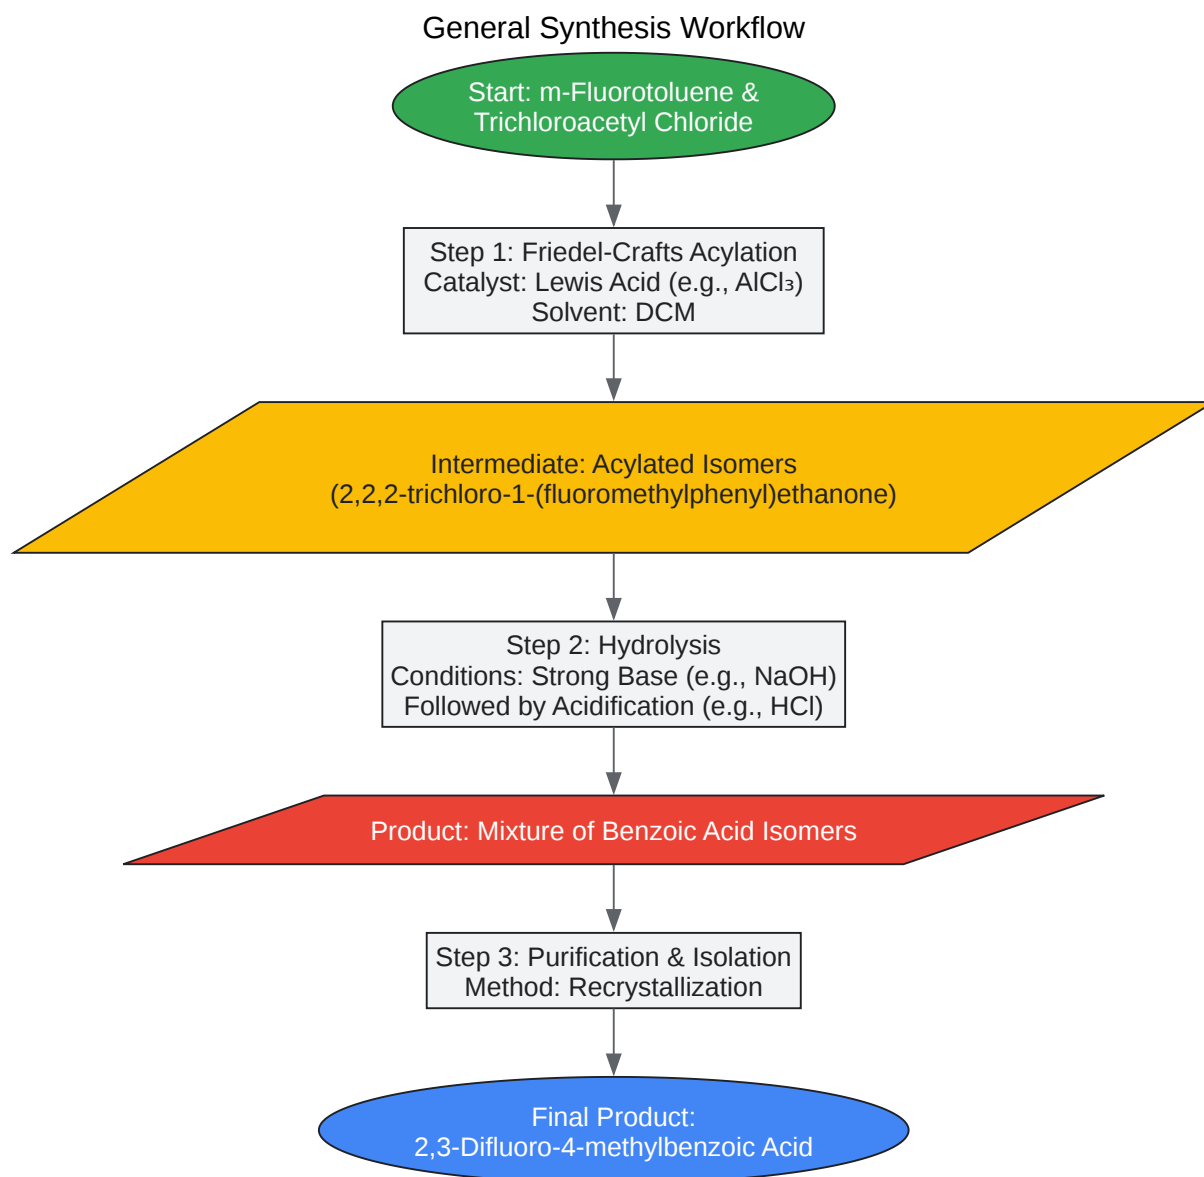 General Synthesis Workflow
Start: m-Fluorotoluene &
Trichloroacetyl Chloride
Step 1: Friedel-Crafts Acylation
Catalyst: Lewis Acid (e.g., AlCl₃)
Solvent: DCM
Intermediate: Acylated Isomers
(2,2,2-trichloro-1-(fluoromethylphenyl)ethanone)
Step 2: Hydrolysis
Conditions: Strong Base (e.g., NaOH)
Followed by Acidification (e.g., HCl)
Product: Mixture of Benzoic Acid Isomers
Step 3: Purification & Isolation
Method: Recrystallization
Final Product:
2,3-Difluoro-4-methylbenzoic Acid